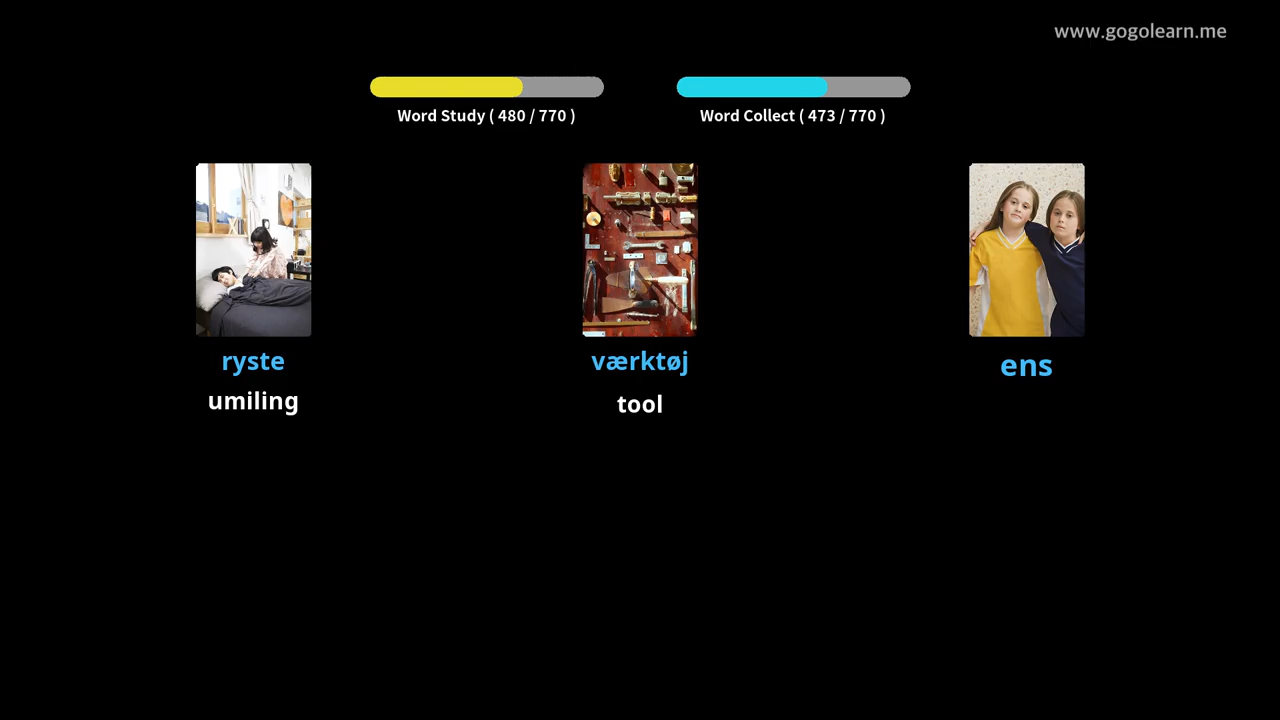 www.gogolearn.me
Word Study ( 480 / 770 )
Word Collect ( 473 / 770 )
ryste
værktøj
ens
umiling
tool